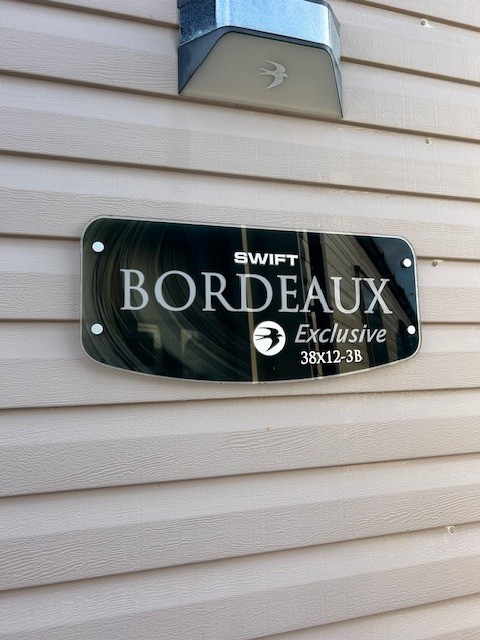 SWIFT
BORDEAUX
Exclusive
38X12-3B